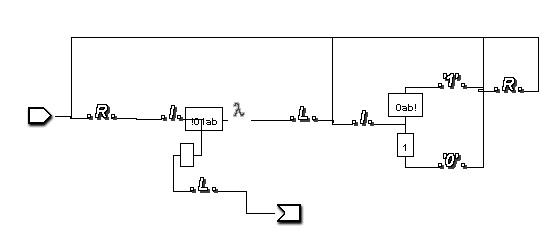 .'1'.
.R.
λ
0ab!
.R.
.I.
!01ab
.L.
.I.
1
.'0'.
.L.